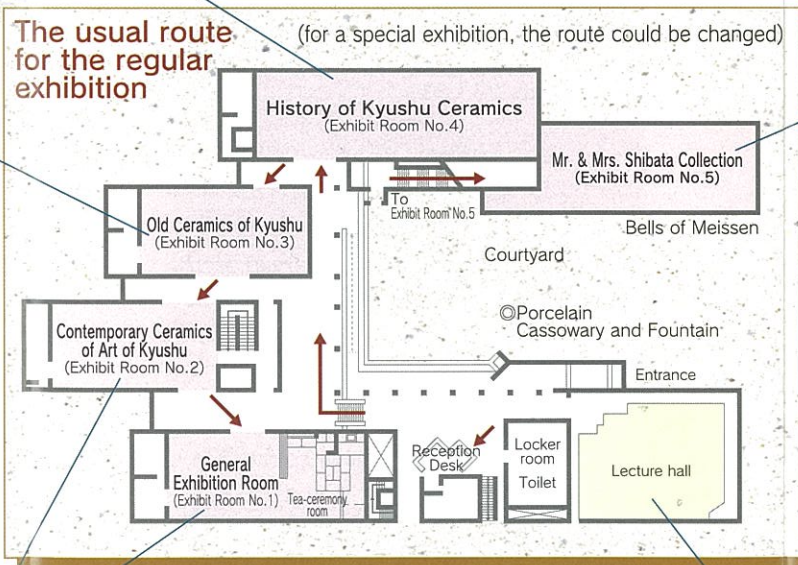 The usual route
for the regular
exhibition
(for a special exhibition, the route could be changed)
History of Kyushu Ceramics
(Exhibit Room No.4)
Mr. & Mrs. Shibata Collection
(Exhibit Room No.5)
To
Exhibit Room No.5
Bells of Meissen
Old Ceramics of Kyushu
(Exhibit Room No.3)
Courtyard
◎Porcelain
Cassowary and Fountain
Contemporary Ceramics
of Art of Kyushu
(Exhibit Room No.2)
Entrance
General
Exhibition Room
(Exhibit Room No.1)
Tea-ceremony
room
Reception
Desk
Locker
room
Toilet
Lecture hall